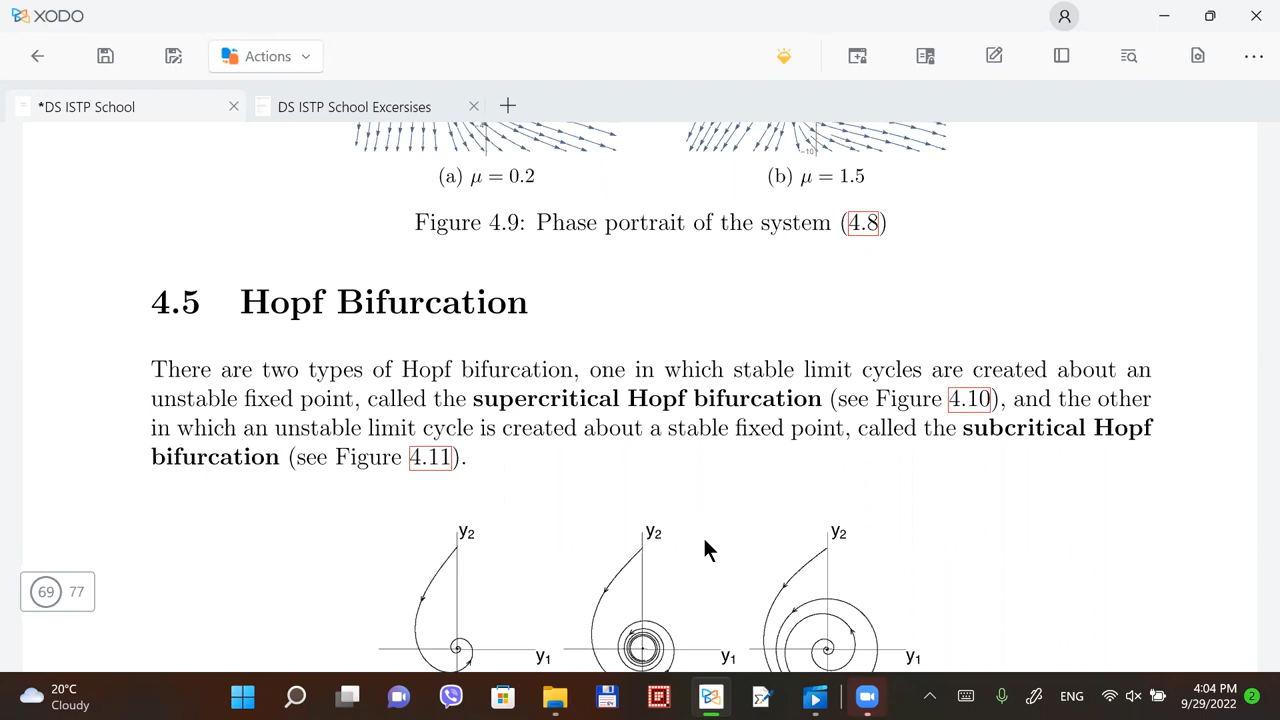 XODO
Actions
*DS ISTP School
DS ISTP School Excersises
-10
(a) μ = 0.2
(b) μ = 1.5
Figure 4.9: Phase portrait of the system (4.8)
4.5 Hopf Bifurcation
There are two types of Hopf bifurcation, one in which stable limit cycles are created about an
unstable fixed point, called the supercritical Hopf bifurcation (see Figure 4.10), and the other
in which an unstable limit cycle is created about a stable fixed point, called the subcritical Hopf
bifurcation (see Figure 4.11).
y2 y2 y2
69 77
y1 y1 y1
20°C
Cloudy
64
ENG
4:04 PM
9/29/2022
2